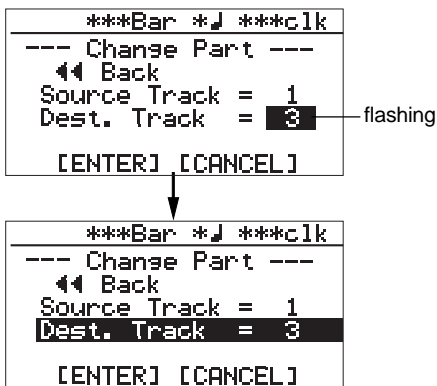 ***Bar *♩ ***clk
--- Change Part ---
◀◀ Back
Source Track = 1
Dest. Track = 3
flashing
[ENTER] [CANCEL]
***Bar *♩ ***clk
--- Change Part ---
◀◀ Back
Source Track = 1
Dest. Track = 3
[ENTER] [CANCEL]